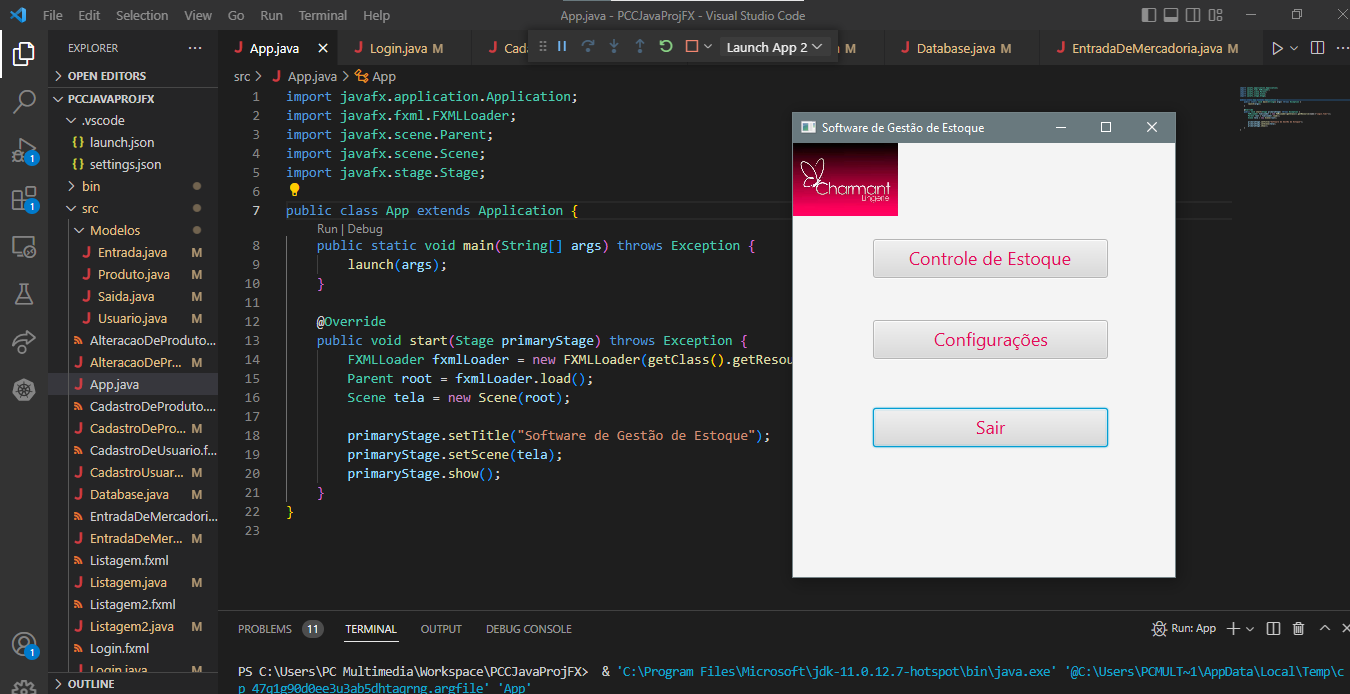 File Edit Selection View Go Run Terminal Help
App.java - PCCJavaProjFX - Visual Studio Code
EXPLORER
App.java
Login.java M
Launch App 2
M
Database.java M
EntradaDeMercadoria.java M
OPEN EDITORS
PCCJAVAPROJFX
.vscode
launch.json
settings.json
bin
src
Modelos
Entrada.java M
Produto.java M
Saida.java M
Usuario.java M
AlteracaoDeProduto...
AlteracaoDePr... M
App.java
CadastroDeProduto....
CadastroDePro... M
CadastroDeUsuario.f...
CadastroUsuar... M
Database.java M
EntradaDeMercadori...
EntradaDeMer... M
Listagem.fxml
Listagem.java M
Listagem2.fxml
Listagem2.java M
Login.fxml
Login.java M
OUTLINE
1
1
1
src > App.java > App
1 import javafx.application.Application;
2 import javafx.fxml.FXMLLoader;
3 import javafx.scene.Parent;
4 import javafx.scene.Scene;
5 import javafx.stage.Stage;
6
7 public class App extends Application {
Run | Debug
8 public static void main(String[] args) throws Exception {
9 launch(args);
10 }
11
12 @Override
13 public void start(Stage primaryStage) throws Exception {
14 FXMLLoader fxmlLoader = new FXMLLoader(getClass().getResou
15 Parent root = fxmlLoader.load();
16 Scene tela = new Scene(root);
17
18 primaryStage.setTitle("Software de Gestão de Estoque");
19 primaryStage.setScene(tela);
20 primaryStage.show();
21 }
22 }
23
Software de Gestão de Estoque
Charmant
Lingerie
Controle de Estoque
Configurações
Sair
PROBLEMS 11 TERMINAL OUTPUT DEBUG CONSOLE
Run: App
PS C:\Users\PC Multimedia\Workspace\PCCJavaProjFX> & 'C:\Program Files\Microsoft\jdk-11.0.12.7-hotspot\bin\java.exe' '@C:\Users\PCMULT~1\AppData\Local\Temp\c
p_47q1g90d0ee3u3ab5dhtaqrng.argfile' 'App'